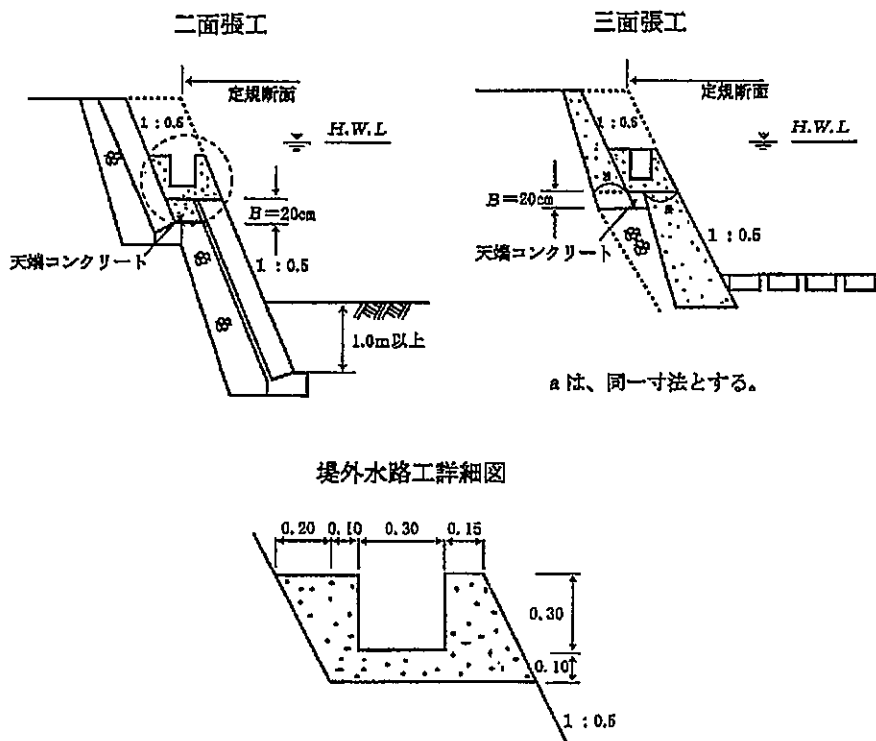 二面張工
定規断面
1：0.5
H.W.L
B＝20cm
天端コンクリート
1：0.5
1.0m以上
三面張工
定規断面
1：0.5
H.W.L
a
B＝20cm
a
天端コンクリート
1：0.5
aは、同一寸法とする。
堤外水路工詳細図
0.20 0.10 0.30 0.15
0.30
0.10
1：0.5